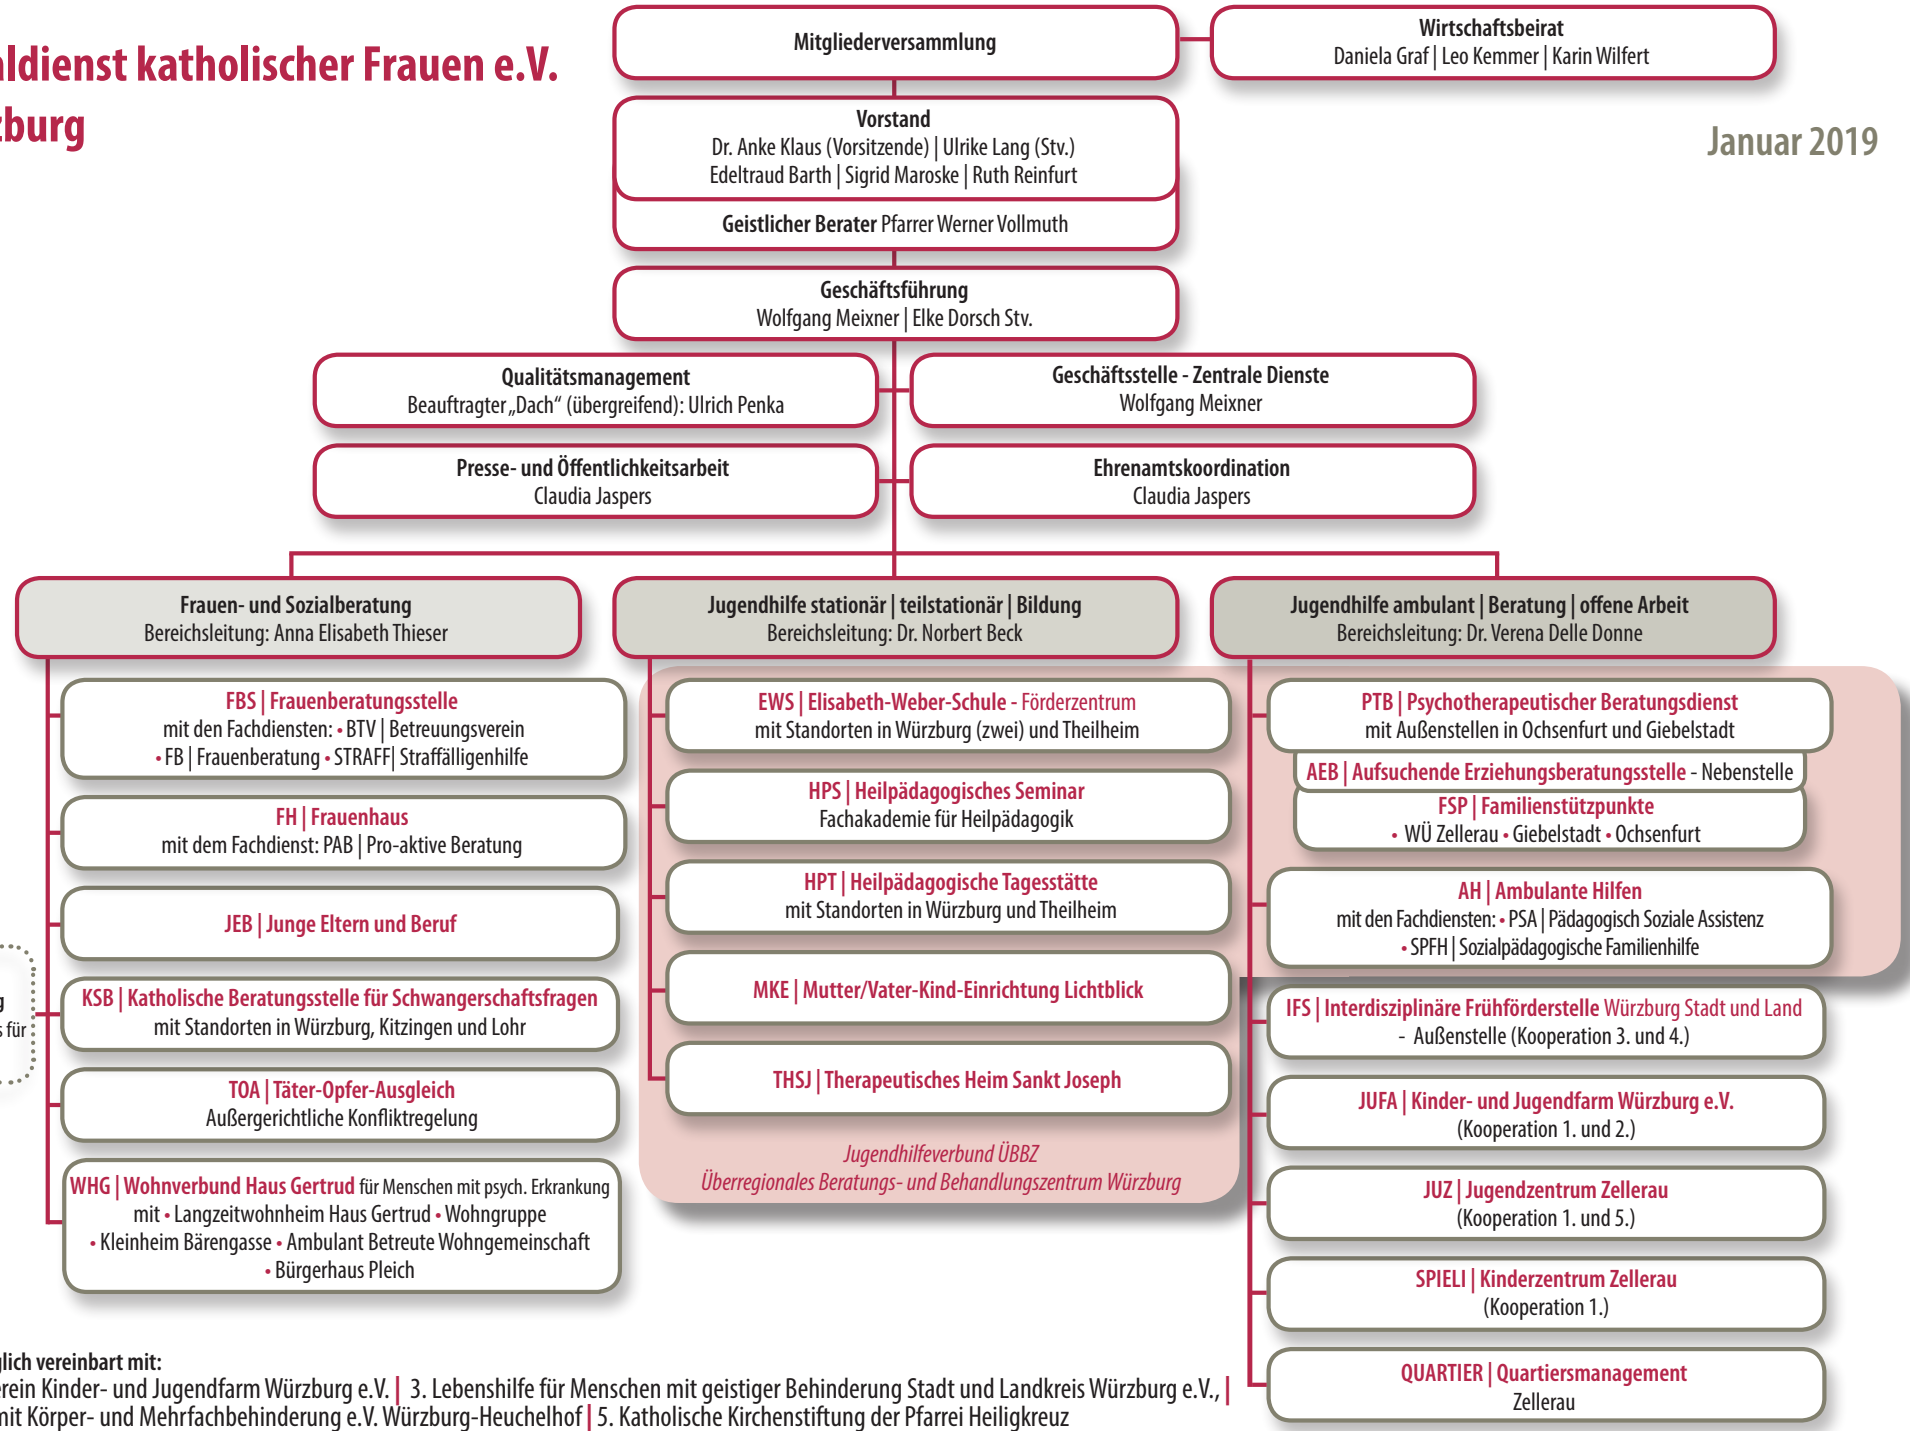 aldienst katholischer Frauen e.V.
zburg
Januar 2019
Mitgliederversammlung
Wirtschaftsbeirat
Daniela Graf | Leo Kemmer | Karin Wilfert
Vorstand
Dr. Anke Klaus (Vorsitzende) | Ulrike Lang (Stv.)
Edeltraud Barth | Sigrid Maroske | Ruth Reinfurt
Geistlicher Berater Pfarrer Werner Vollmuth
Geschäftsführung
Wolfgang Meixner | Elke Dorsch Stv.
Qualitätsmanagement
Beauftragter „Dach“ (übergreifend): Ulrich Penka
Geschäftsstelle - Zentrale Dienste
Wolfgang Meixner
Presse- und Öffentlichkeitsarbeit
Claudia Jaspers
Ehrenamtskoordination
Claudia Jaspers
Frauen- und Sozialberatung
Bereichsleitung: Anna Elisabeth Thieser
FBS | Frauenberatungsstelle
mit den Fachdiensten: • BTV | Betreuungsverein
• FB | Frauenberatung • STRAFF| Straffälligenhilfe
FH | Frauenhaus
mit dem Fachdienst: PAB | Pro-aktive Beratung
JEB | Junge Eltern und Beruf
g
s für
KSB | Katholische Beratungsstelle für Schwangerschaftsfragen
mit Standorten in Würzburg, Kitzingen und Lohr
TOA | Täter-Opfer-Ausgleich
Außergerichtliche Konfliktregelung
WHG | Wohnverbund Haus Gertrud für Menschen mit psych. Erkrankung
mit • Langzeitwohnheim Haus Gertrud • Wohngruppe
• Kleinheim Bärengasse • Ambulant Betreute Wohngemeinschaft
• Bürgerhaus Pleich
Jugendhilfe stationär | teilstationär | Bildung
Bereichsleitung: Dr. Norbert Beck
EWS | Elisabeth-Weber-Schule - Förderzentrum
mit Standorten in Würzburg (zwei) und Theilheim
HPS | Heilpädagogisches Seminar
Fachakademie für Heilpädagogik
HPT | Heilpädagogische Tagesstätte
mit Standorten in Würzburg und Theilheim
MKE | Mutter/Vater-Kind-Einrichtung Lichtblick
THSJ | Therapeutisches Heim Sankt Joseph
Jugendhilfeverbund ÜBBZ
Überregionales Beratungs- und Behandlungszentrum Würzburg
Jugendhilfe ambulant | Beratung | offene Arbeit
Bereichsleitung: Dr. Verena Delle Donne
PTB | Psychotherapeutischer Beratungsdienst
mit Außenstellen in Ochsenfurt und Giebelstadt
AEB | Aufsuchende Erziehungsberatungsstelle - Nebenstelle
FSP | Familienstützpunkte
• WÜ Zellerau • Giebelstadt • Ochsenfurt
AH | Ambulante Hilfen
mit den Fachdiensten: • PSA | Pädagogisch Soziale Assistenz
• SPFH | Sozialpädagogische Familienhilfe
IFS | Interdisziplinäre Frühförderstelle Würzburg Stadt und Land
- Außenstelle (Kooperation 3. und 4.)
JUFA | Kinder- und Jugendfarm Würzburg e.V.
(Kooperation 1. und 2.)
JUZ | Jugendzentrum Zellerau
(Kooperation 1. und 5.)
SPIELI | Kinderzentrum Zellerau
(Kooperation 1.)
QUARTIER | Quartiersmanagement
Zellerau
glich vereinbart mit:
erein Kinder- und Jugendfarm Würzburg e.V. | 3. Lebenshilfe für Menschen mit geistiger Behinderung Stadt und Landkreis Würzburg e.V., |
mit Körper- und Mehrfachbehinderung e.V. Würzburg-Heuchelhof | 5. Katholische Kirchenstiftung der Pfarrei Heiligkreuz